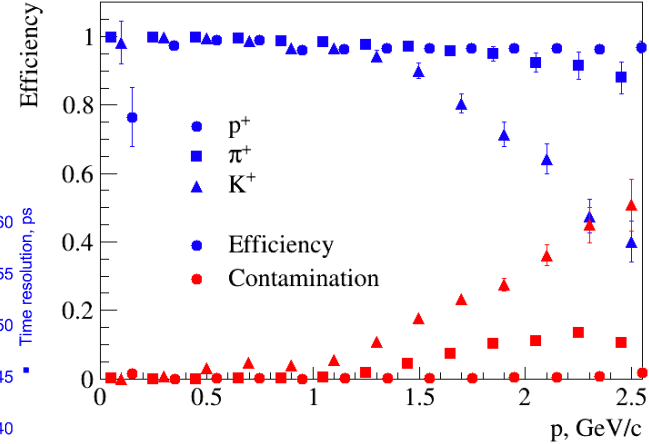 Efficiency
1
0.8
0.6
0.4
0.2
0
p+
π+
K+
Efficiency
Contamination
0 0.5 1 1.5 2 2.5
p, GeV/c
Time resolution, ps
60
55
50
45
40